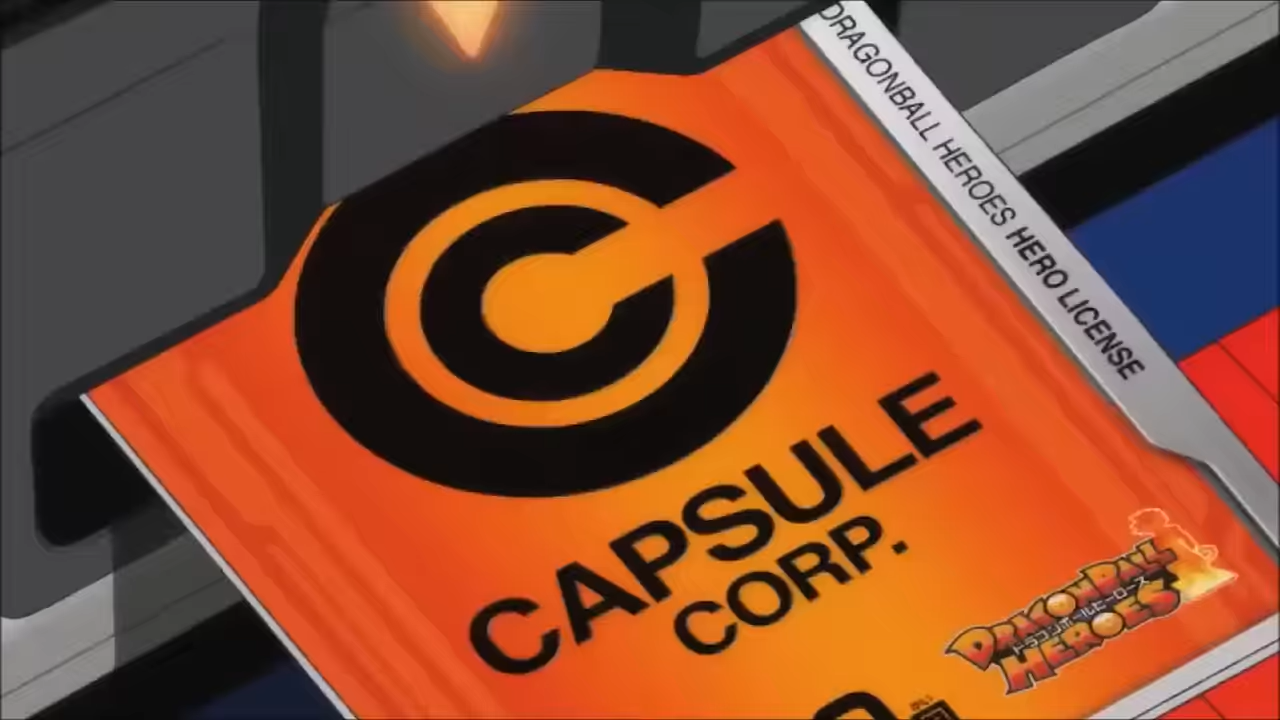 DRAGONBALL HEROES HERO LICENSE
CAPSULE
CORP.
DRAGONBALL
ドラゴンボールヒーローズ
HEROES